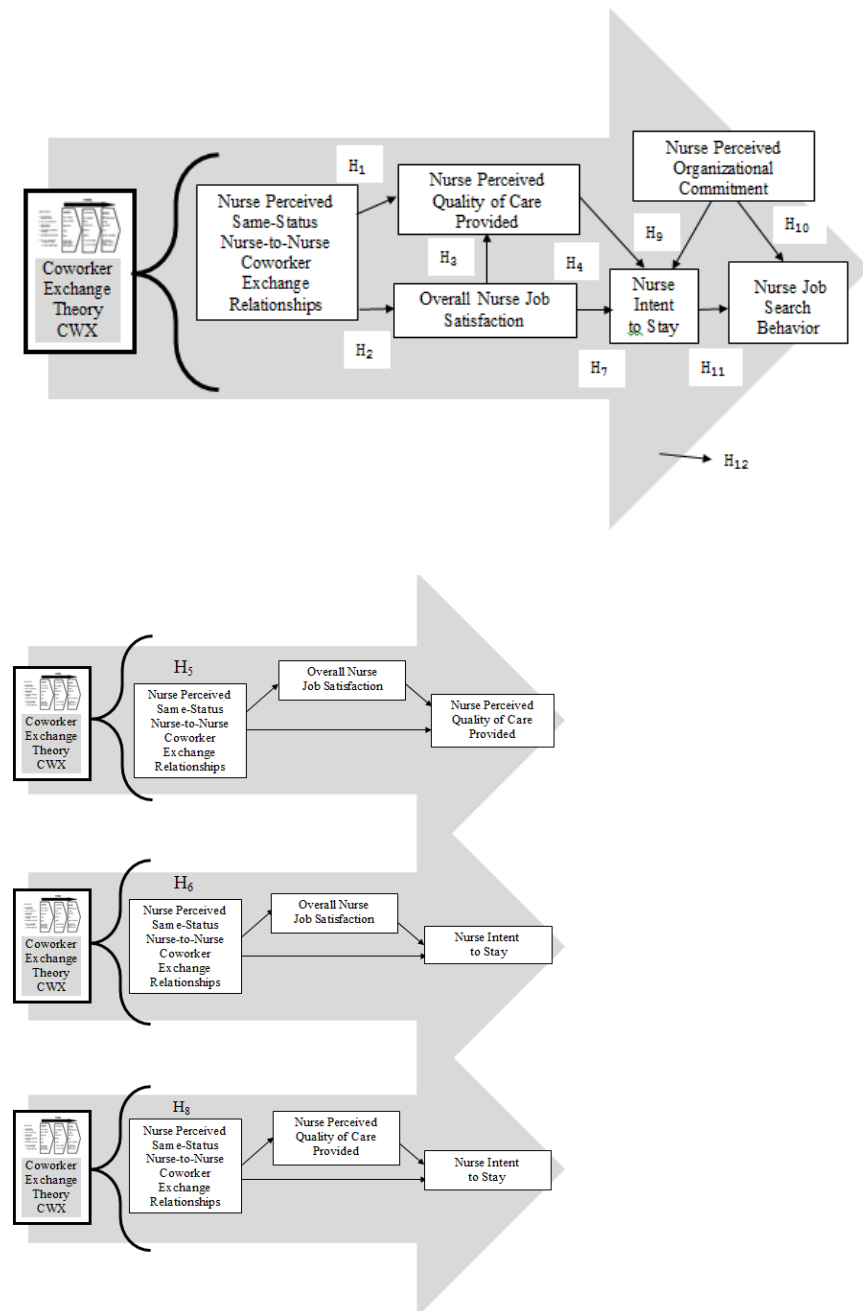 Nurse Perceived
Organizational
Commitment
H₁
Nurse Perceived
Quality of Care
Provided
Nurse Perceived
Same-Status
Nurse-to-Nurse
Coworker
Exchange
Relationships
H₉
H₁₀
H₃
H₄
Coworker
Exchange
Theory
CWX
Nurse
Intent
to Stay
Nurse Job
Search
Behavior
Overall Nurse Job
Satisfaction
H₂
H₇
H₁₁
H₁₂
H₅
Overall Nurse
Job Satisfaction
Nurse Perceived
Same-Status
Nurse-to-Nurse
Coworker
Exchange
Relationships
Nurse Perceived
Quality of Care
Provided
Coworker
Exchange
Theory
CWX
H₆
Overall Nurse
Job Satisfaction
Nurse Perceived
Same-Status
Nurse-to-Nurse
Coworker
Exchange
Relationships
Nurse Intent
to Stay
Coworker
Exchange
Theory
CWX
H₈
Nurse Perceived
Quality of Care
Provided
Nurse Perceived
Same-Status
Nurse-to-Nurse
Coworker
Exchange
Relationships
Nurse Intent
to Stay
Coworker
Exchange
Theory
CWX